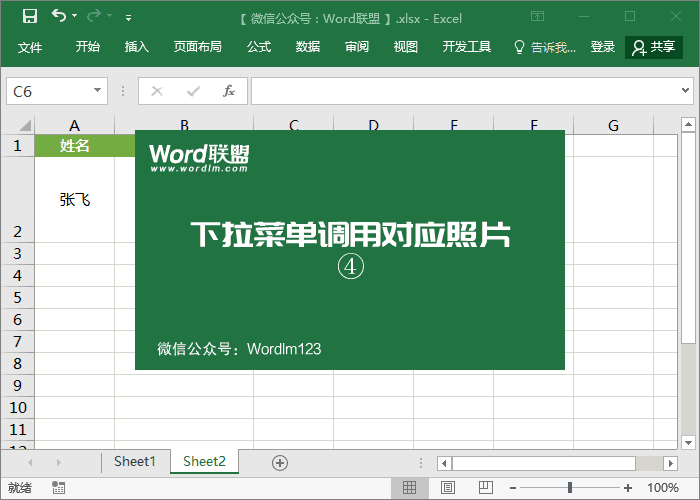 【 微信公众号：Word联盟 】.xlsx - Excel
文件 开始 插入 页面布局 公式 数据 审阅 视图 开发工具 告诉我... 登录 共享
C6 fx
A B C D E F G
1 姓名
Word联盟
www.wordlm.com
张飞
下拉菜单调用对应照片
2
④
3
4
5
6
7
微信公众号：Wordlm123
8
9
10
11
Sheet1 Sheet2
就绪 100%